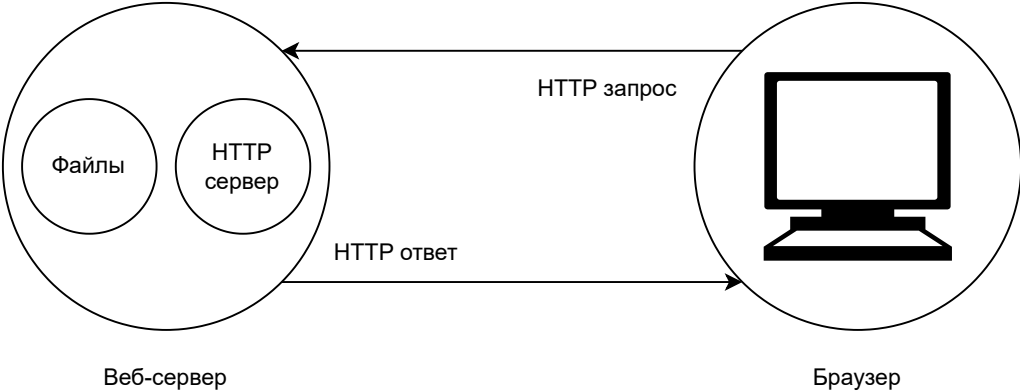 HTTP запрос
Файлы
HTTP
сервер
HTTP ответ
Веб-сервер
Браузер